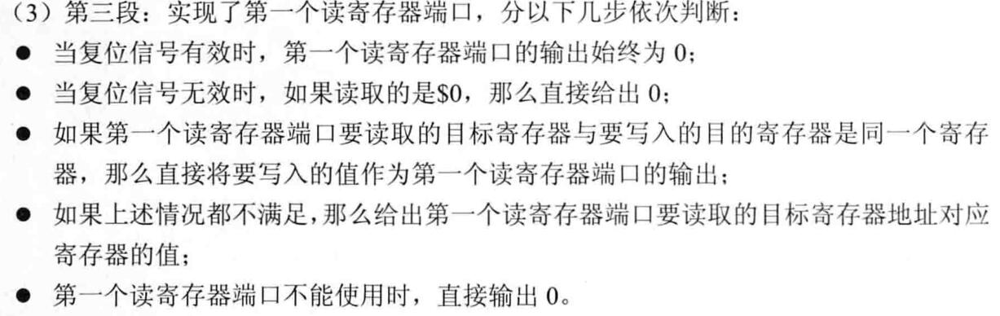 （3）第三段：实现了第一个读寄存器端口，分以下几步依次判断：
● 当复位信号有效时，第一个读寄存器端口的输出始终为 0；
● 当复位信号无效时，如果读取的是$0，那么直接给出 0；
● 如果第一个读寄存器端口要读取的目标寄存器与要写入的目的寄存器是同一个寄存
器，那么直接将要写入的值作为第一个读寄存器端口的输出；
● 如果上述情况都不满足，那么给出第一个读寄存器端口要读取的目标寄存器地址对应
寄存器的值；
● 第一个读寄存器端口不能使用时，直接输出 0。